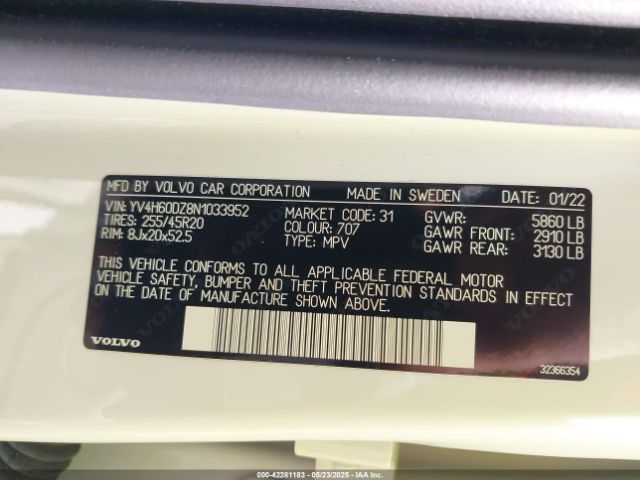 MFD BY VOLVO CAR CORPORATION MADE IN SWEDEN DATE: 01/22
VIN: YV4H60DZ8N1033952 MARKET CODE: 31 GVWR: 5860 LB
TIRES: 255/45R20 COLOUR: 707 GAWR FRONT: 2910 LB
RIM: 8Jx20x52.5 TYPE: MPV GAWR REAR: 3130 LB
THIS VEHICLE CONFORMS TO ALL APPLICABLE FEDERAL MOTOR
VEHICLE SAFETY, BUMPER AND THEFT PREVENTION STANDARDS IN EFFECT
ON THE DATE OF MANUFACTURE SHOWN ABOVE.
VOLVO 32366354
000-42281183 - 05/23/2025 - IAAI.COM